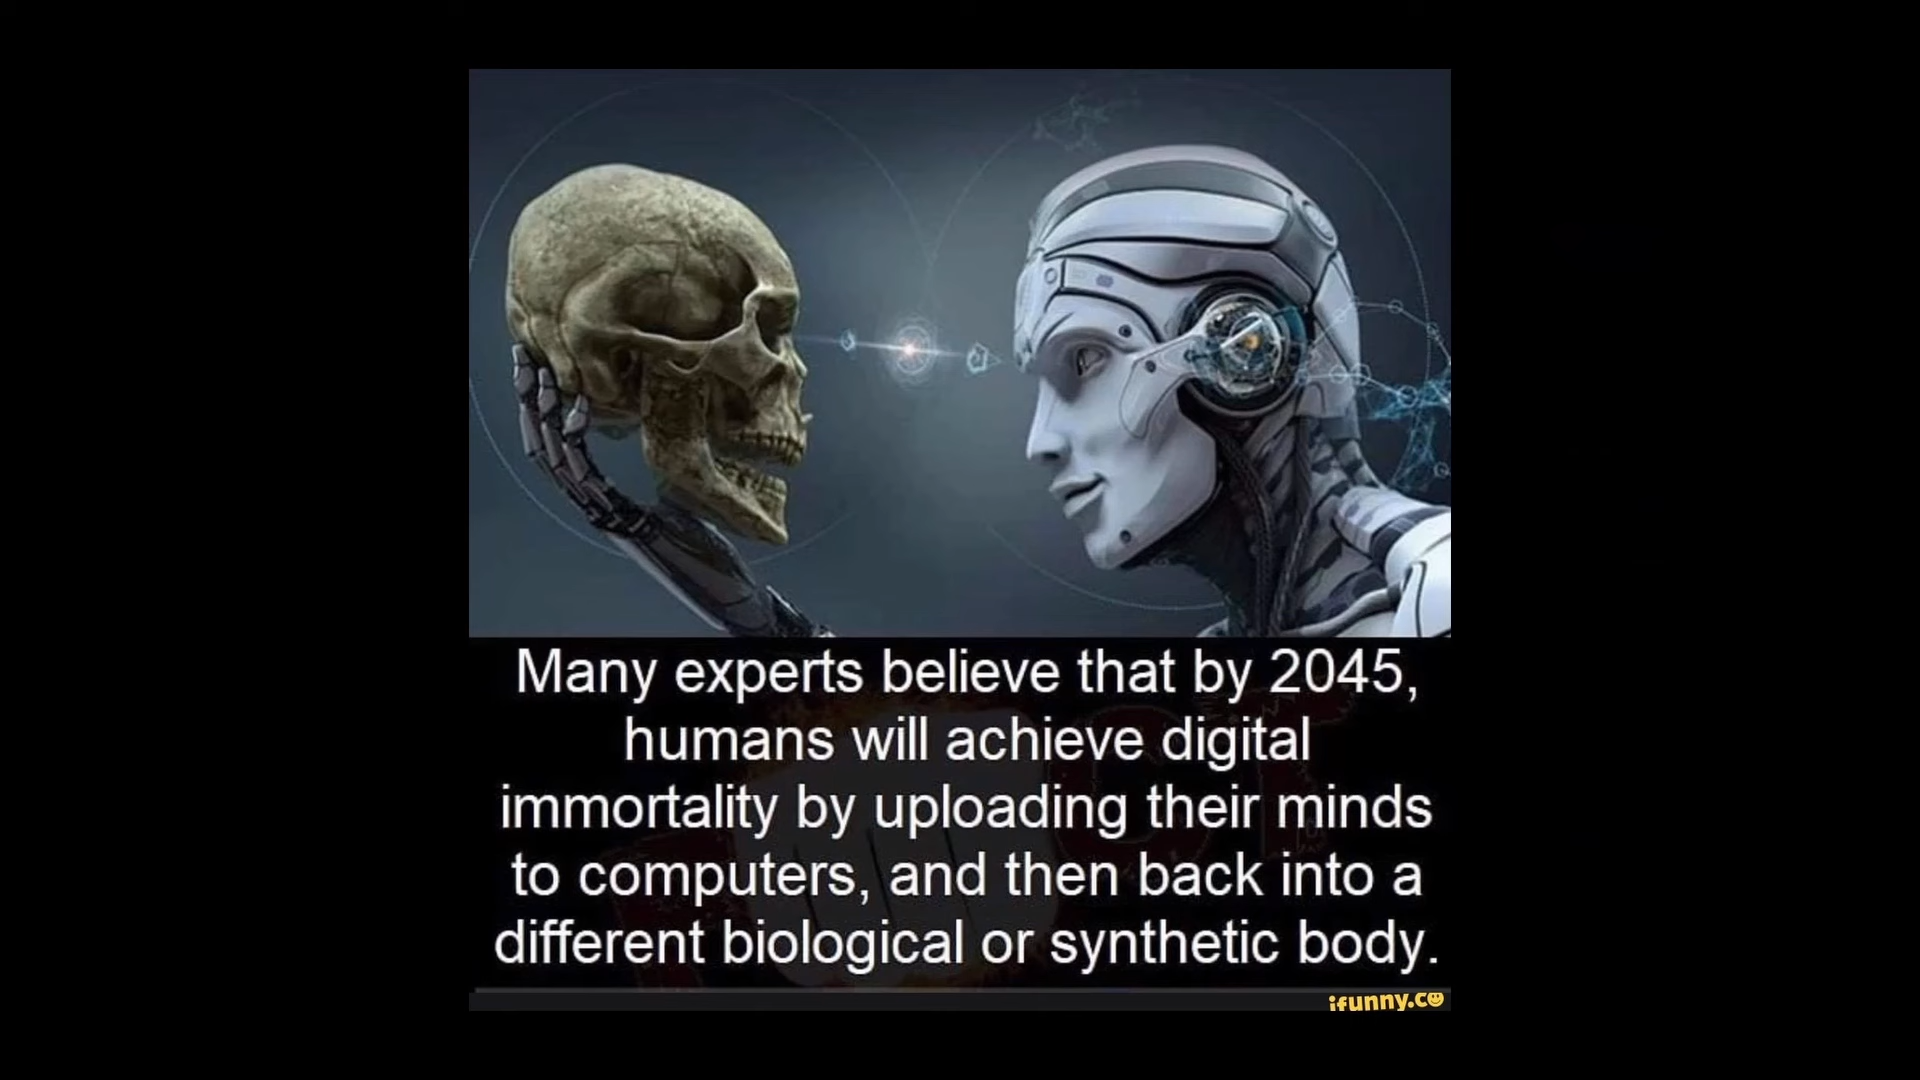 Many experts believe that by 2045,
humans will achieve digital
immortality by uploading their minds
to computers, and then back into a
different biological or synthetic body.
ifunny.co